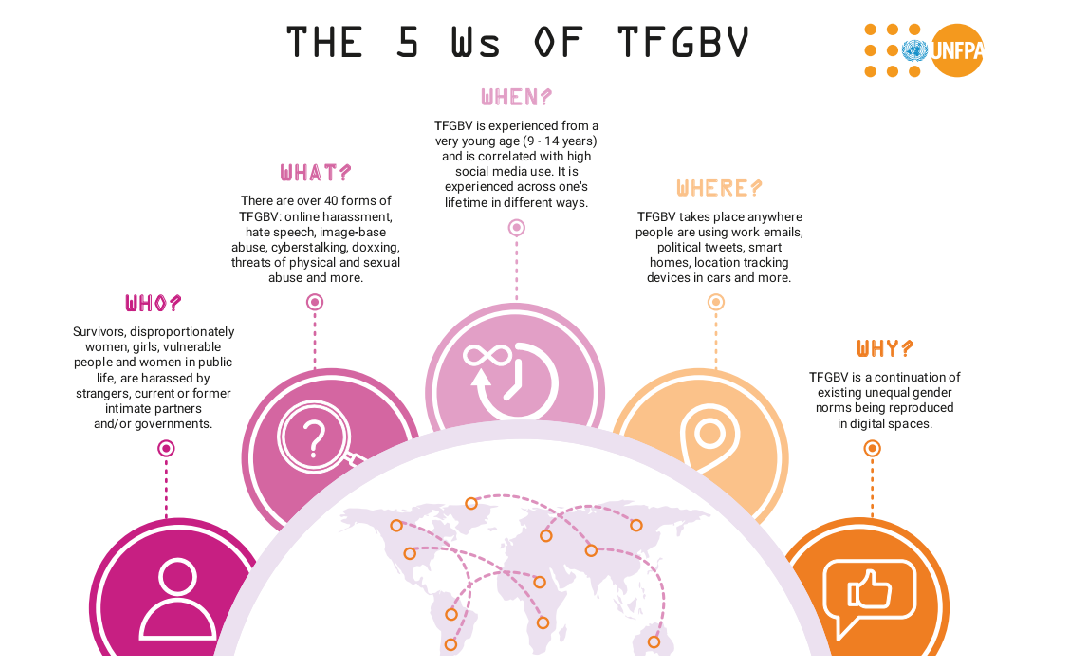 THE 5 Ws OF TFGBV
UNFPA
WHEN?
TFGBV is experienced from a
very young age (9 - 14 years)
and is correlated with high
social media use. It is
experienced across one's
lifetime in different ways.
WHAT?
There are over 40 forms of
TFGBV: online harassment,
hate speech, image-base
abuse, cyberstalking, doxxing,
threats of physical and sexual
abuse and more.
WHERE?
TFGBV takes place anywhere
people are using work emails,
political tweets, smart
homes, location tracking
devices in cars and more.
WHO?
Survivors, disproportionately
women, girls, vulnerable
people and women in public
life, are harassed by
strangers, current or former
intimate partners
and/or governments.
WHY?
TFGBV is a continuation of
existing unequal gender
norms being reproduced
in digital spaces.